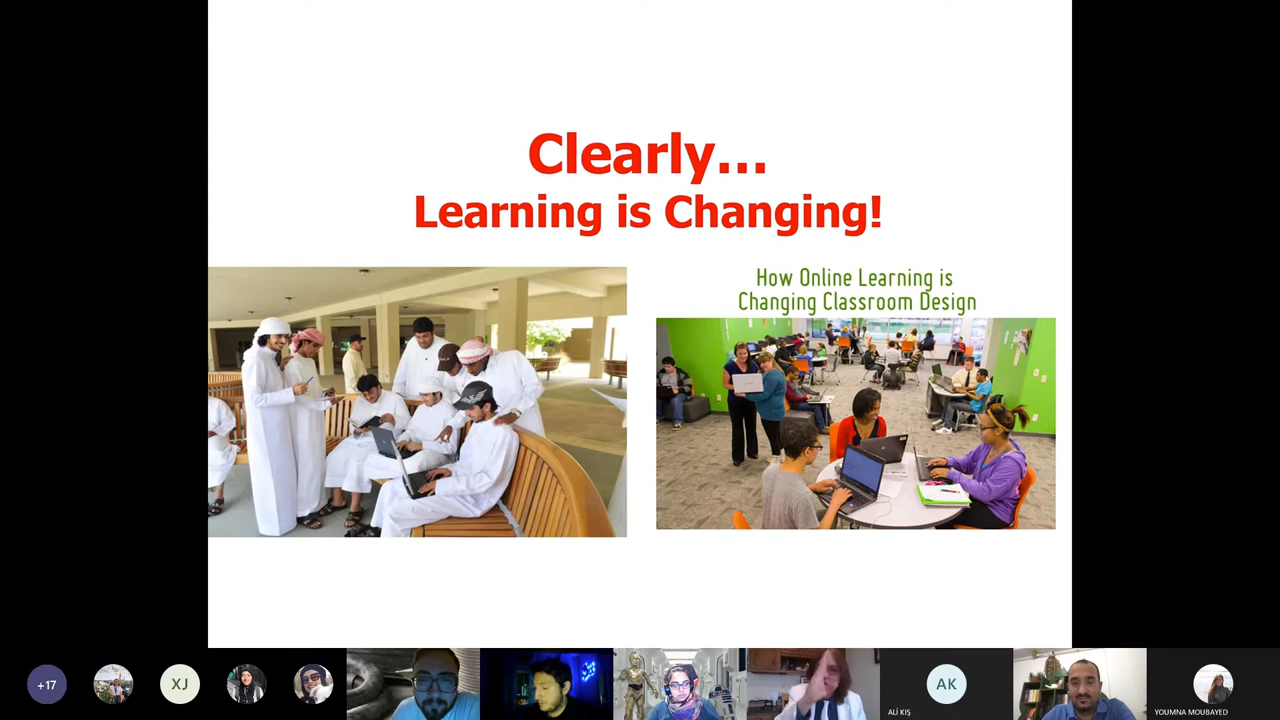 Clearly...
Learning is Changing!
How Online Learning is
Changing Classroom Design
+17
XJ
AK
ALİ KIŞ
YOUMNA MOUBAYED